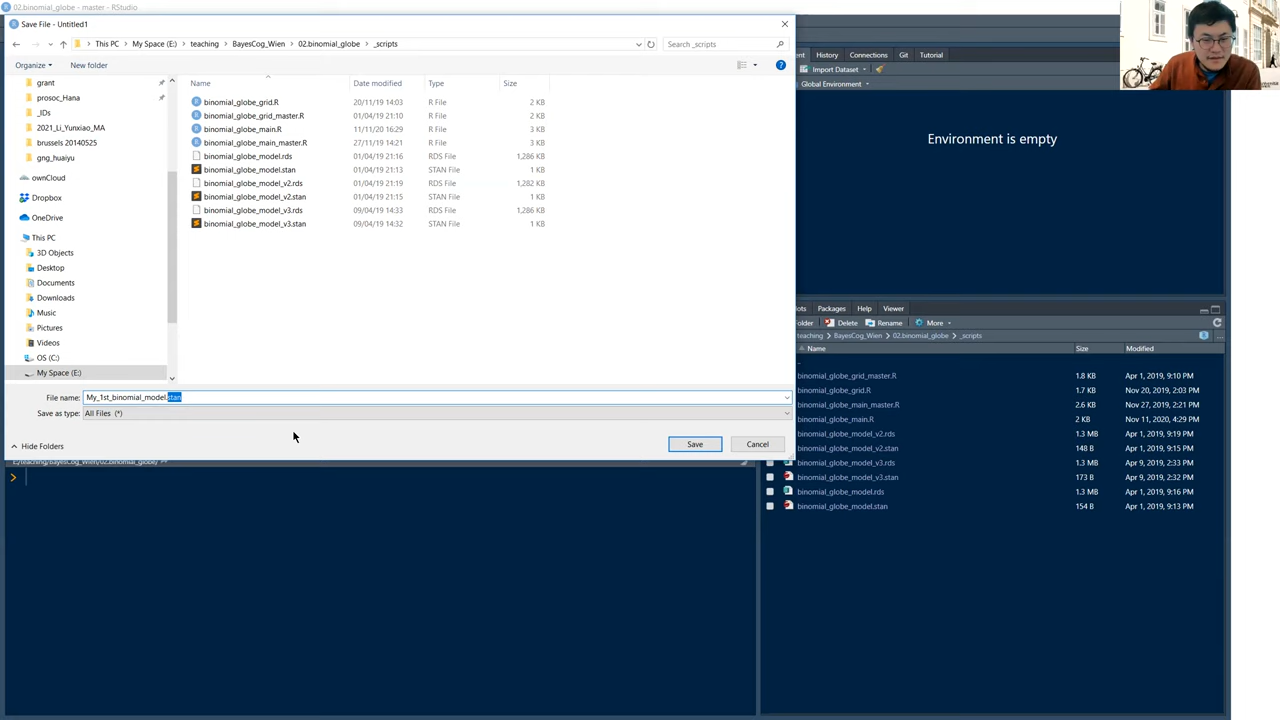 02.binomial_globe - master - RStudio
Save File - Untitled1
This PC > My Space (E:) > teaching > BayesCog_Wien > 02.binomial_globe > _scripts
Search _scripts
Organize
New folder
grant
prosoc_Hana
_IDs
2021_Li_Yunxiao_MA
brussels 20140525
gng_huaiyu
ownCloud
Dropbox
OneDrive
This PC
3D Objects
Desktop
Documents
Downloads
Music
Pictures
Videos
OS (C:)
My Space (E:)
Name Date modified Type Size
binomial_globe_grid.R 20/11/19 14:03 R File 2 KB
binomial_globe_grid_master.R 01/04/19 21:10 R File 2 KB
binomial_globe_main.R 11/11/20 16:29 R File 3 KB
binomial_globe_main_master.R 27/11/19 14:21 R File 3 KB
binomial_globe_model.rds 01/04/19 21:16 RDS File 1,286 KB
binomial_globe_model.stan 01/04/19 21:13 STAN File 1 KB
binomial_globe_model_v2.rds 01/04/19 21:19 RDS File 1,282 KB
binomial_globe_model_v2.stan 01/04/19 21:15 STAN File 1 KB
binomial_globe_model_v3.rds 09/04/19 14:33 RDS File 1,286 KB
binomial_globe_model_v3.stan 09/04/19 14:32 STAN File 1 KB
File name: My_1st_binomial_model.stan
Save as type: All Files (*)
Hide Folders
Save
Cancel
History Connections Git Tutorial
Import Dataset
Global Environment
Environment is empty
Packages Help Viewer
Delete Rename More
teaching > BayesCog_Wien > 02.binomial_globe > _scripts
Name Size Modified
binomial_globe_grid_master.R 1.8 KB Apr 1, 2019, 9:10 PM
binomial_globe_grid.R 1.7 KB Nov 20, 2019, 2:03 PM
binomial_globe_main_master.R 2.6 KB Nov 27, 2019, 2:21 PM
binomial_globe_main.R 2 KB Nov 11, 2020, 4:29 PM
binomial_globe_model_v2.rds 1.3 MB Apr 1, 2019, 9:19 PM
binomial_globe_model_v2.stan 148 B Apr 1, 2019, 9:15 PM
binomial_globe_model_v3.rds 1.3 MB Apr 9, 2019, 2:33 PM
binomial_globe_model_v3.stan 173 B Apr 9, 2019, 2:32 PM
binomial_globe_model.rds 1.3 MB Apr 1, 2019, 9:16 PM
binomial_globe_model.stan 154 B Apr 1, 2019, 9:13 PM
>